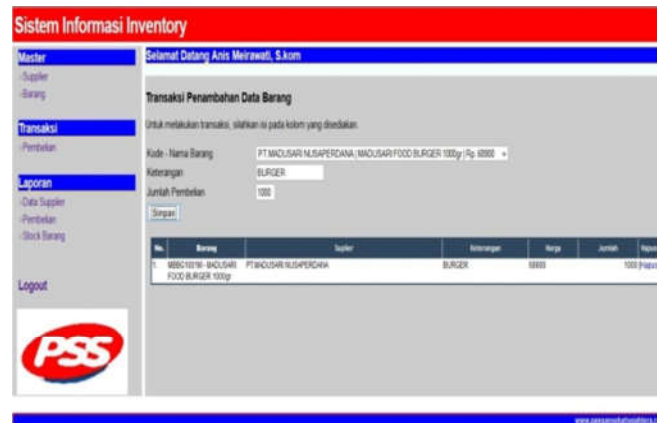 Sistem Informasi Inventory
Master
-Supplier
-Barang
Transaksi
-Pembelian
Laporan
-Data Supplier
-Pembelian
-Stock Barang
Logout
PSS
Selamat Datang Anis Meirawati, S.kom
Transaksi Penambahan Data Barang
Untuk melakukan transaksi, silahkan isi pada kolom yang disediakan.
Kode - Nama Barang PT.MADUSARI NUSAPERDANA | MADUSARI FOOD BURGER 1000gr | Rp. 68900
Keterangan BURGER
Jumlah Pembelian 1000
Simpan
No. Barang Suplier Keterangan Harga Jumlah Hapus
1. MADUSARI PT.MADUSARI NUSAPERDANA BURGER 68900 1000 [Hapus
FOOD BURGER 1000gr